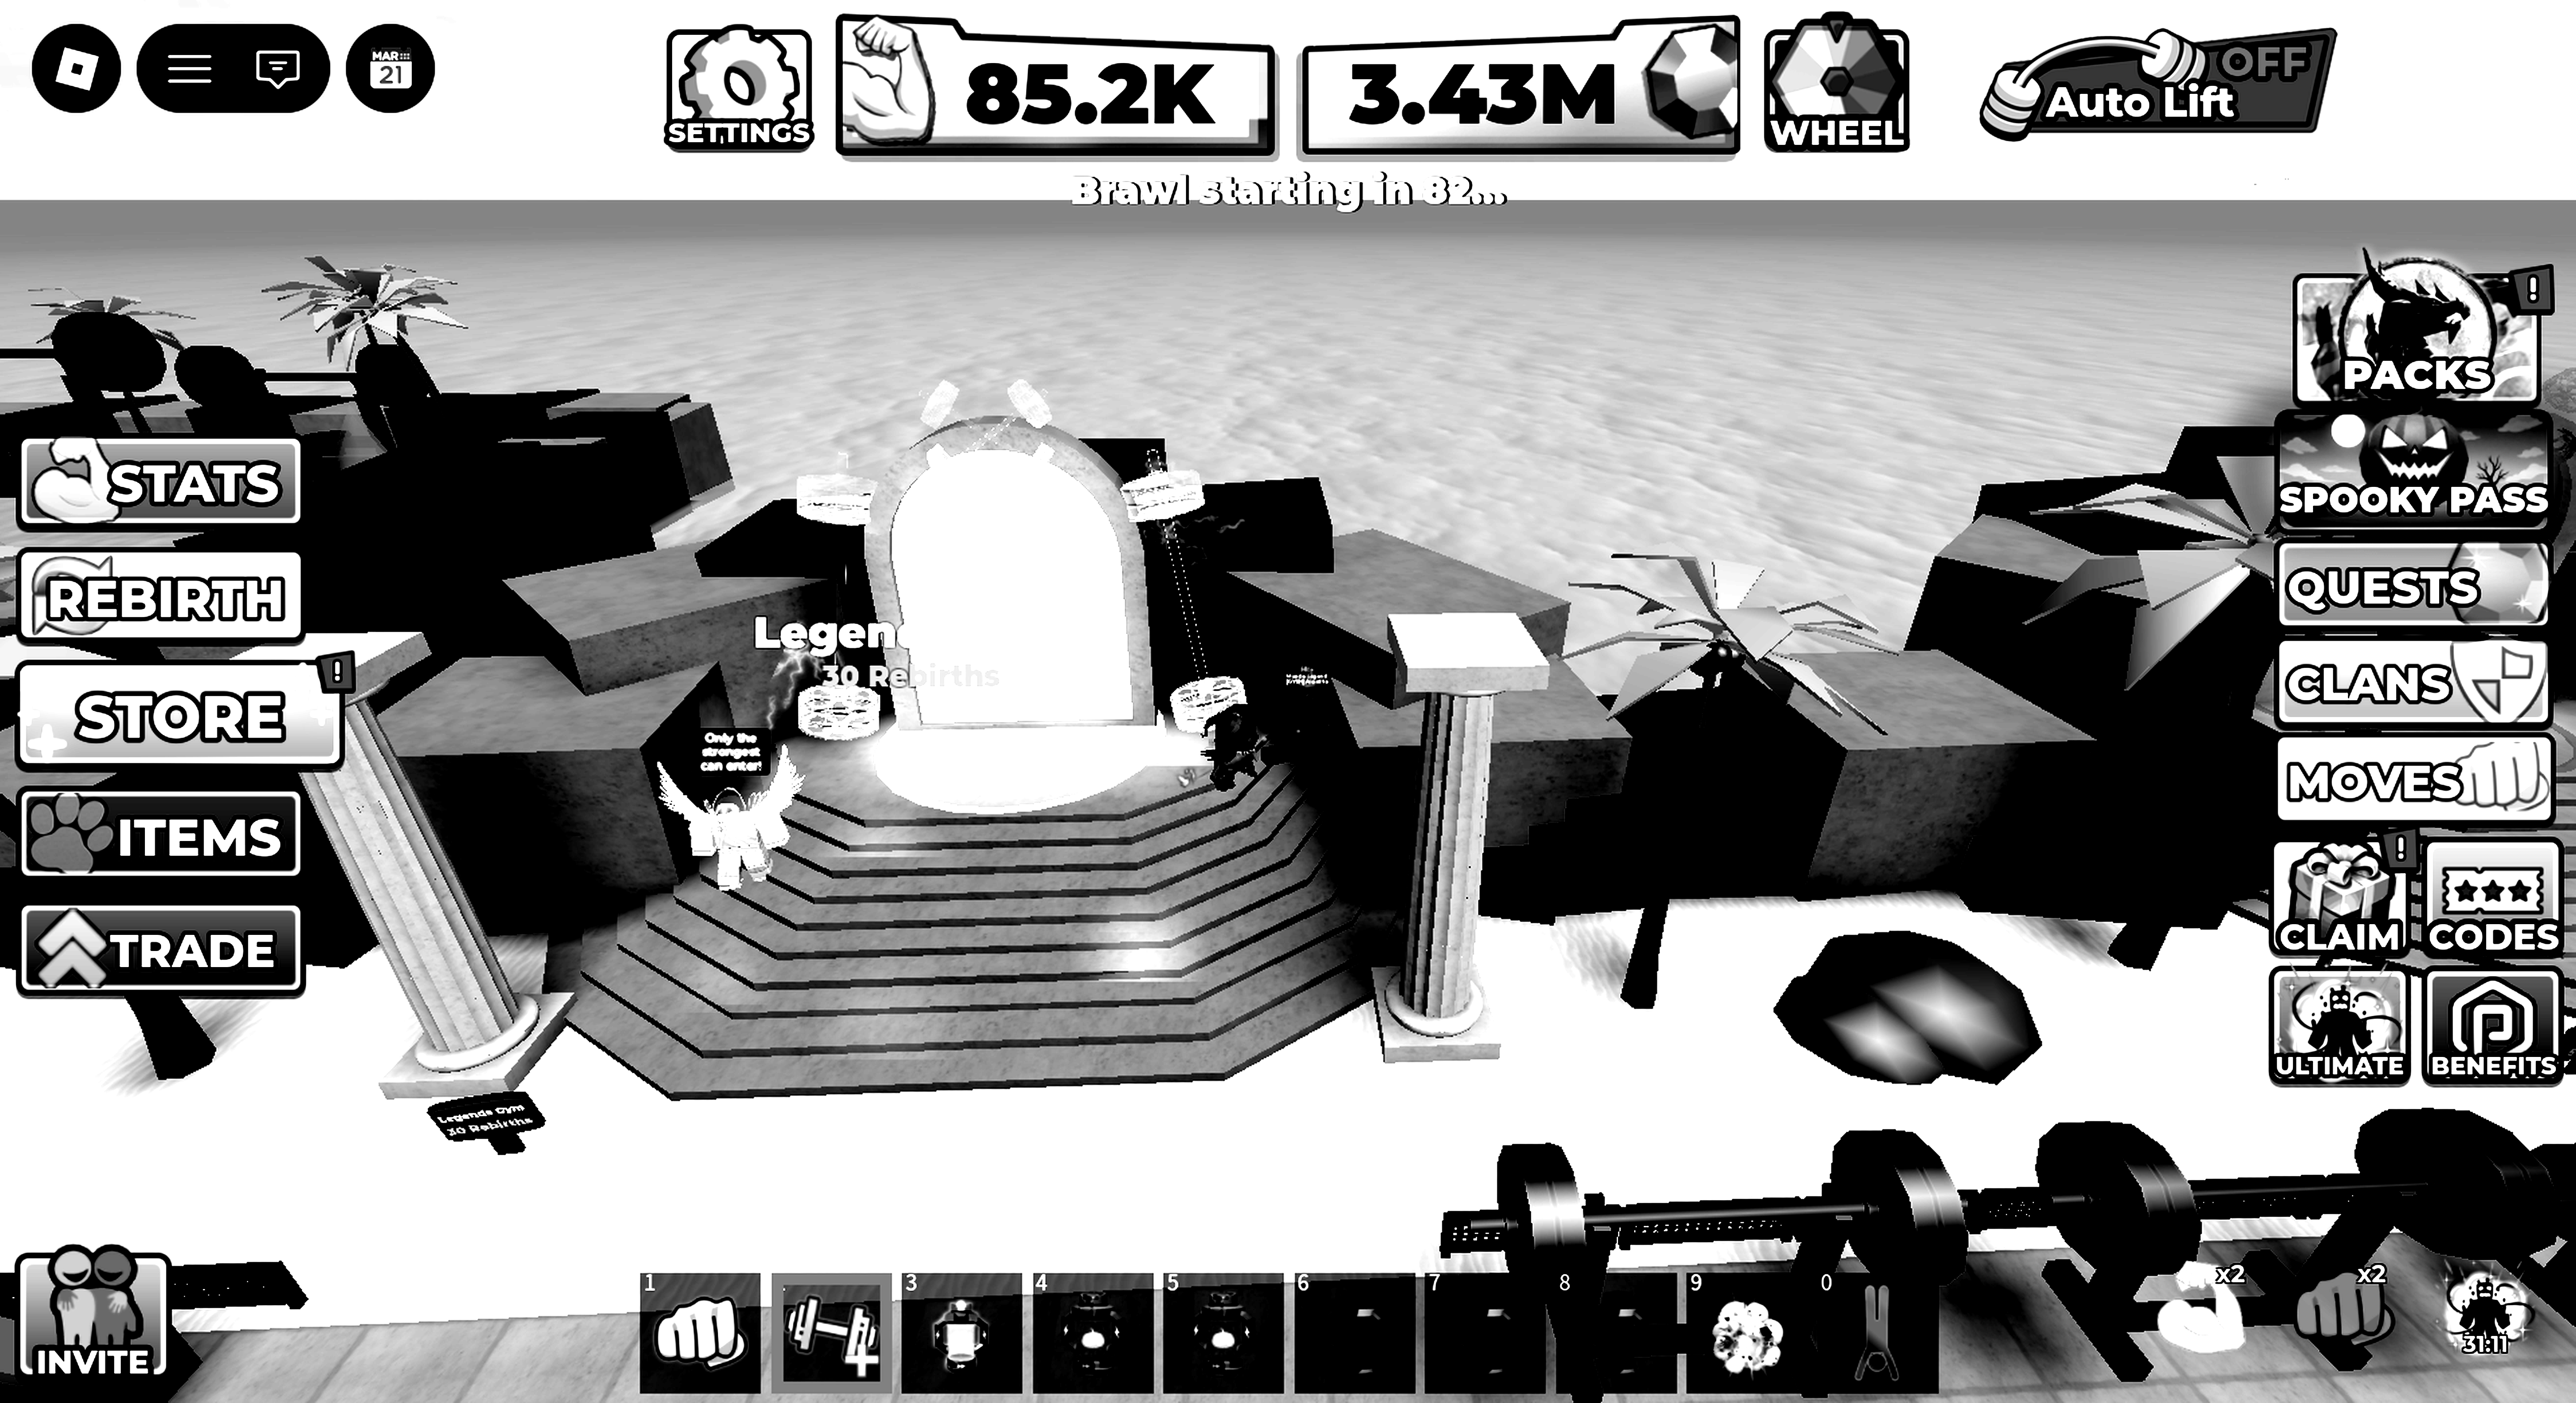 MAR
21
SETTINGS
85.2K
3.43M
WHEEL
OFF
Auto Lift
Brawl starting in 82...
PACKS
!
SPOOKY PASS
QUESTS
CLANS
MOVES
!
CLAIM
CODES
ULTIMATE
BENEFITS
STATS
REBIRTH
!
STORE
ITEMS
TRADE
Legen
30 Rebirths
Only the
strongest
can enter!
Legends Gym
30 Rebirths
INVITE
1
3
4
5
6
7
8
9
0
x2
x2
31:11